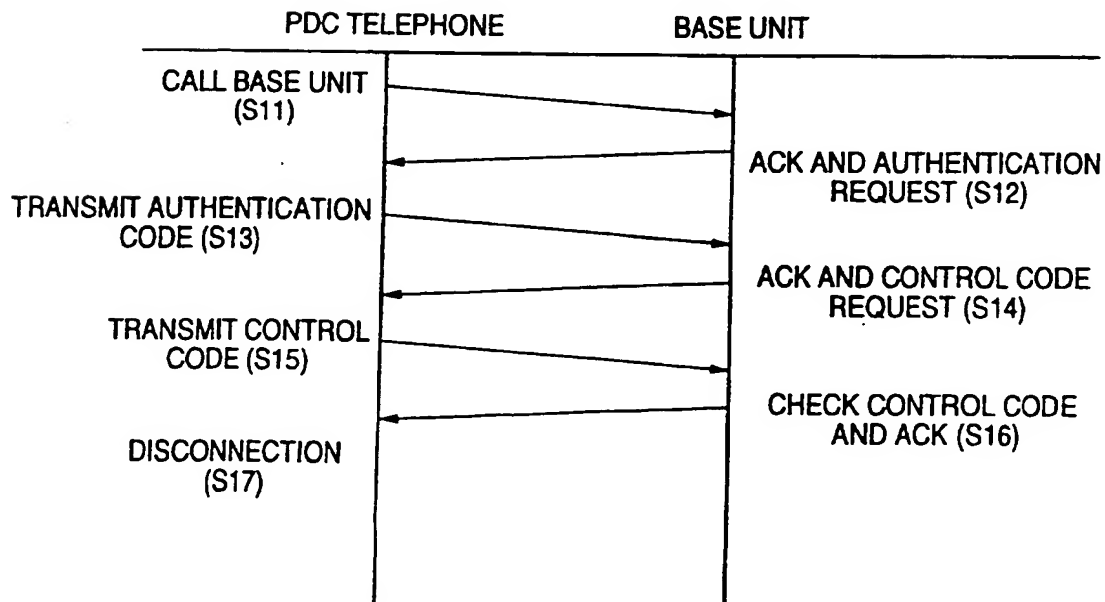 PDC TELEPHONE
BASE UNIT
CALL BASE UNIT
(S11)
ACK AND AUTHENTICATION
REQUEST (S12)
TRANSMIT AUTHENTICATION
CODE (S13)
ACK AND CONTROL CODE
REQUEST (S14)
TRANSMIT CONTROL
CODE (S15)
CHECK CONTROL CODE
AND ACK (S16)
DISCONNECTION
(S17)